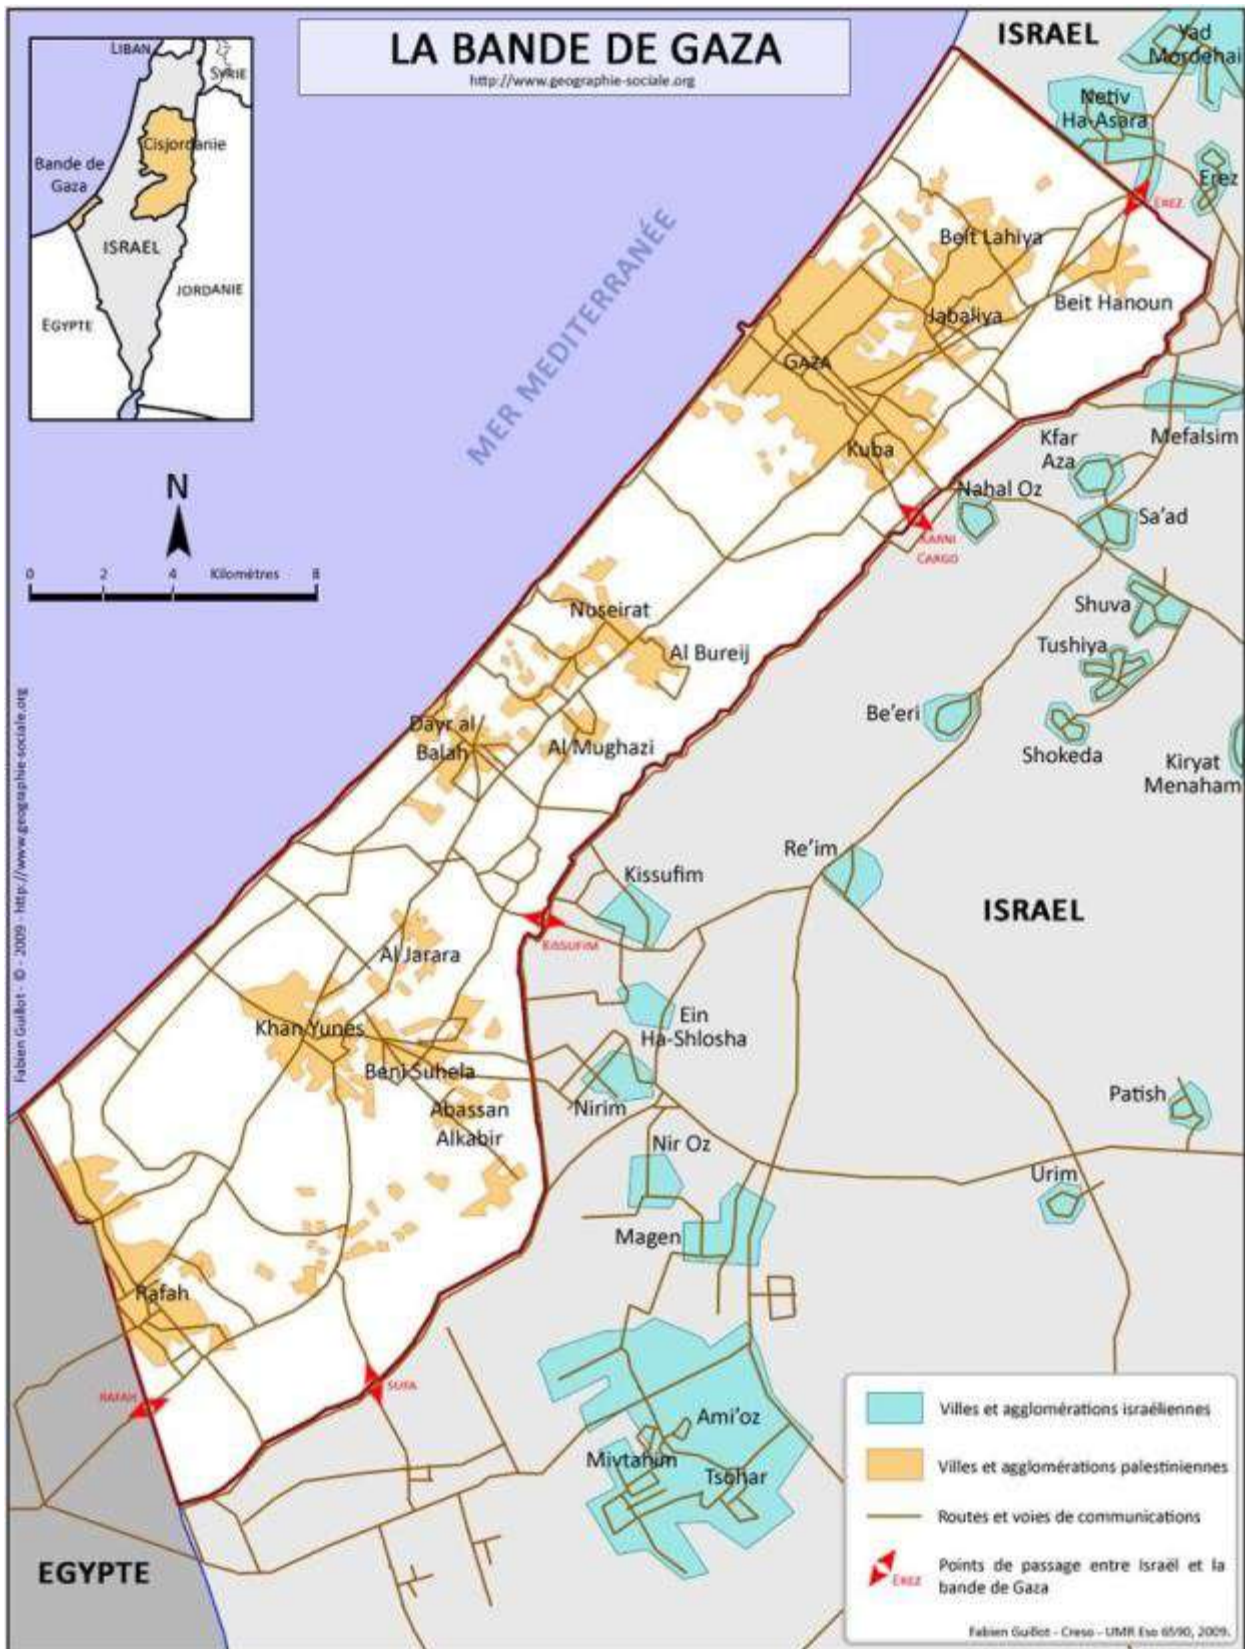 LA BANDE DE GAZA
http://www.geographie-sociale.org
LIBAN
SYRIE
Cisjordanie
Bande de
Gaza
ISRAEL
JORDANIE
EGYPTE
N
0 2 4 Kilomètres 8
MER MEDITERRANÉE
ISRAEL
Yad
Mordehai
Netiv
Ha-Asara
Erez
EREZ
Beit Lahiya
Beit Hanoun
Jabaliya
GAZA
Kuba
Mefalsim
Kfar
Aza
Nahal Oz
Sa'ad
KARNI
CARGO
Shuva
Tushiya
Nuseirat
Al Bureij
Be'eri
Shokeda
Kiryat
Menaham
Dayr al
Balah
Al Mughazi
Re'im
Kissufim
KISSUFIM
ISRAEL
Al Jarara
Khan Yunes
Ein
Ha-Shlosha
Beni Suhela
Nirim
Abassan
Alkabir
Patish
Nir Oz
Urim
Magen
Rafah
RAFAH
SUFA
Ami'oz
Mivtahim
Tsohar
EGYPTE
Villes et agglomérations israéliennes
Villes et agglomérations palestiniennes
Routes et voies de communications
EREZ
Points de passage entre Israël et la
bande de Gaza
Fabien Guillot - Creso - UMR Eso 6590, 2009.
Fabien Guillot - © - 2009 - http://www.geographie-sociale.org